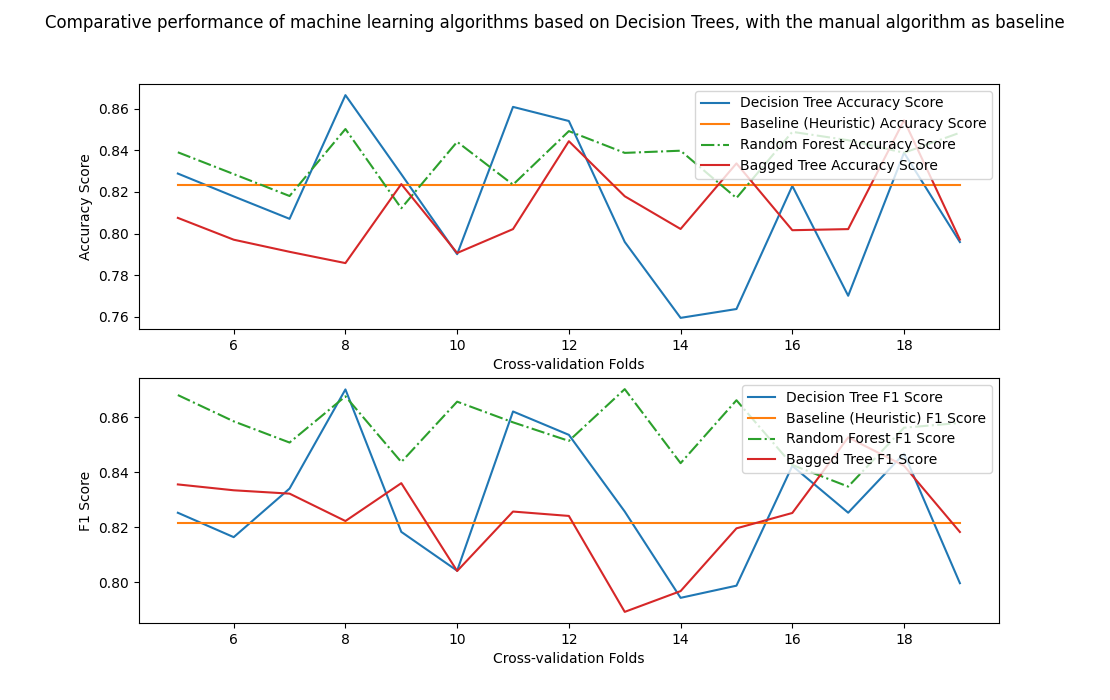 Comparative performance of machine learning algorithms based on Decision Trees, with the manual algorithm as baseline
Decision Tree Accuracy Score
Baseline (Heuristic) Accuracy Score
Random Forest Accuracy Score
Bagged Tree Accuracy Score
0.86
0.84
0.82
0.80
0.78
0.76
Accuracy Score
6 8 10 12 14 16 18
Cross-validation Folds
Decision Tree F1 Score
Baseline (Heuristic) F1 Score
Random Forest F1 Score
Bagged Tree F1 Score
0.86
0.84
0.82
0.80
F1 Score
6 8 10 12 14 16 18
Cross-validation Folds